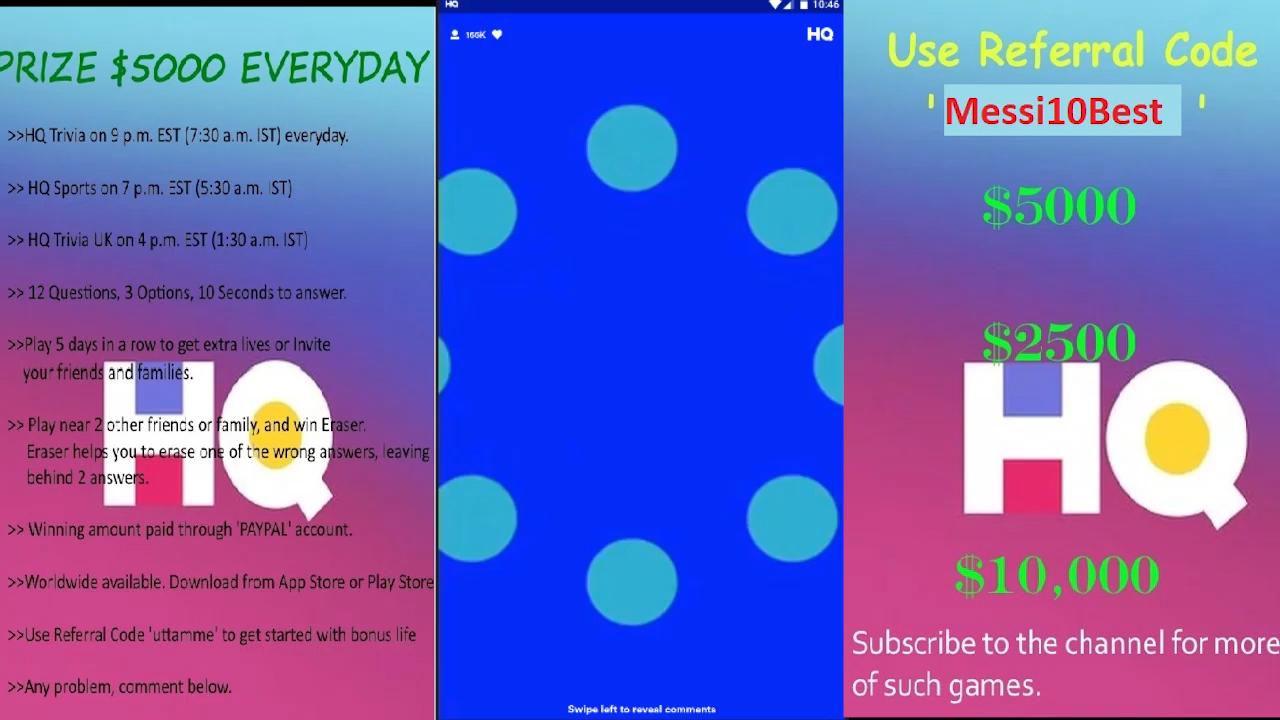 PRIZE $5000 EVERYDAY
>>HQ Trivia on 9 p.m. EST (7:30 a.m. IST) everyday.
>> HQ Sports on 7 p.m. EST (5:30 a.m. IST)
>> HQ Trivia UK on 4 p.m. EST (1:30 a.m. IST)
>> 12 Questions, 3 Options, 10 Seconds to answer.
>>Play 5 days in a row to get extra lives or Invite
your friends and families.
>> Play near 2 other friends or family, and win Eraser.
Eraser helps you to erase one of the wrong answers, leaving
behind 2 answers.
>> Winning amount paid through 'PAYPAL' account.
>>Worldwide available. Download from App Store or Play Store
>>Use Referral Code 'uttamme' to get started with bonus life
>>Any problem, comment below.
HQ
HQ 10:46
166K HQ
Swipe left to reveal comments
Use Referral Code
' Messi10Best '
$5000
$2500
HQ
$10,000
Subscribe to the channel for more
of such games.